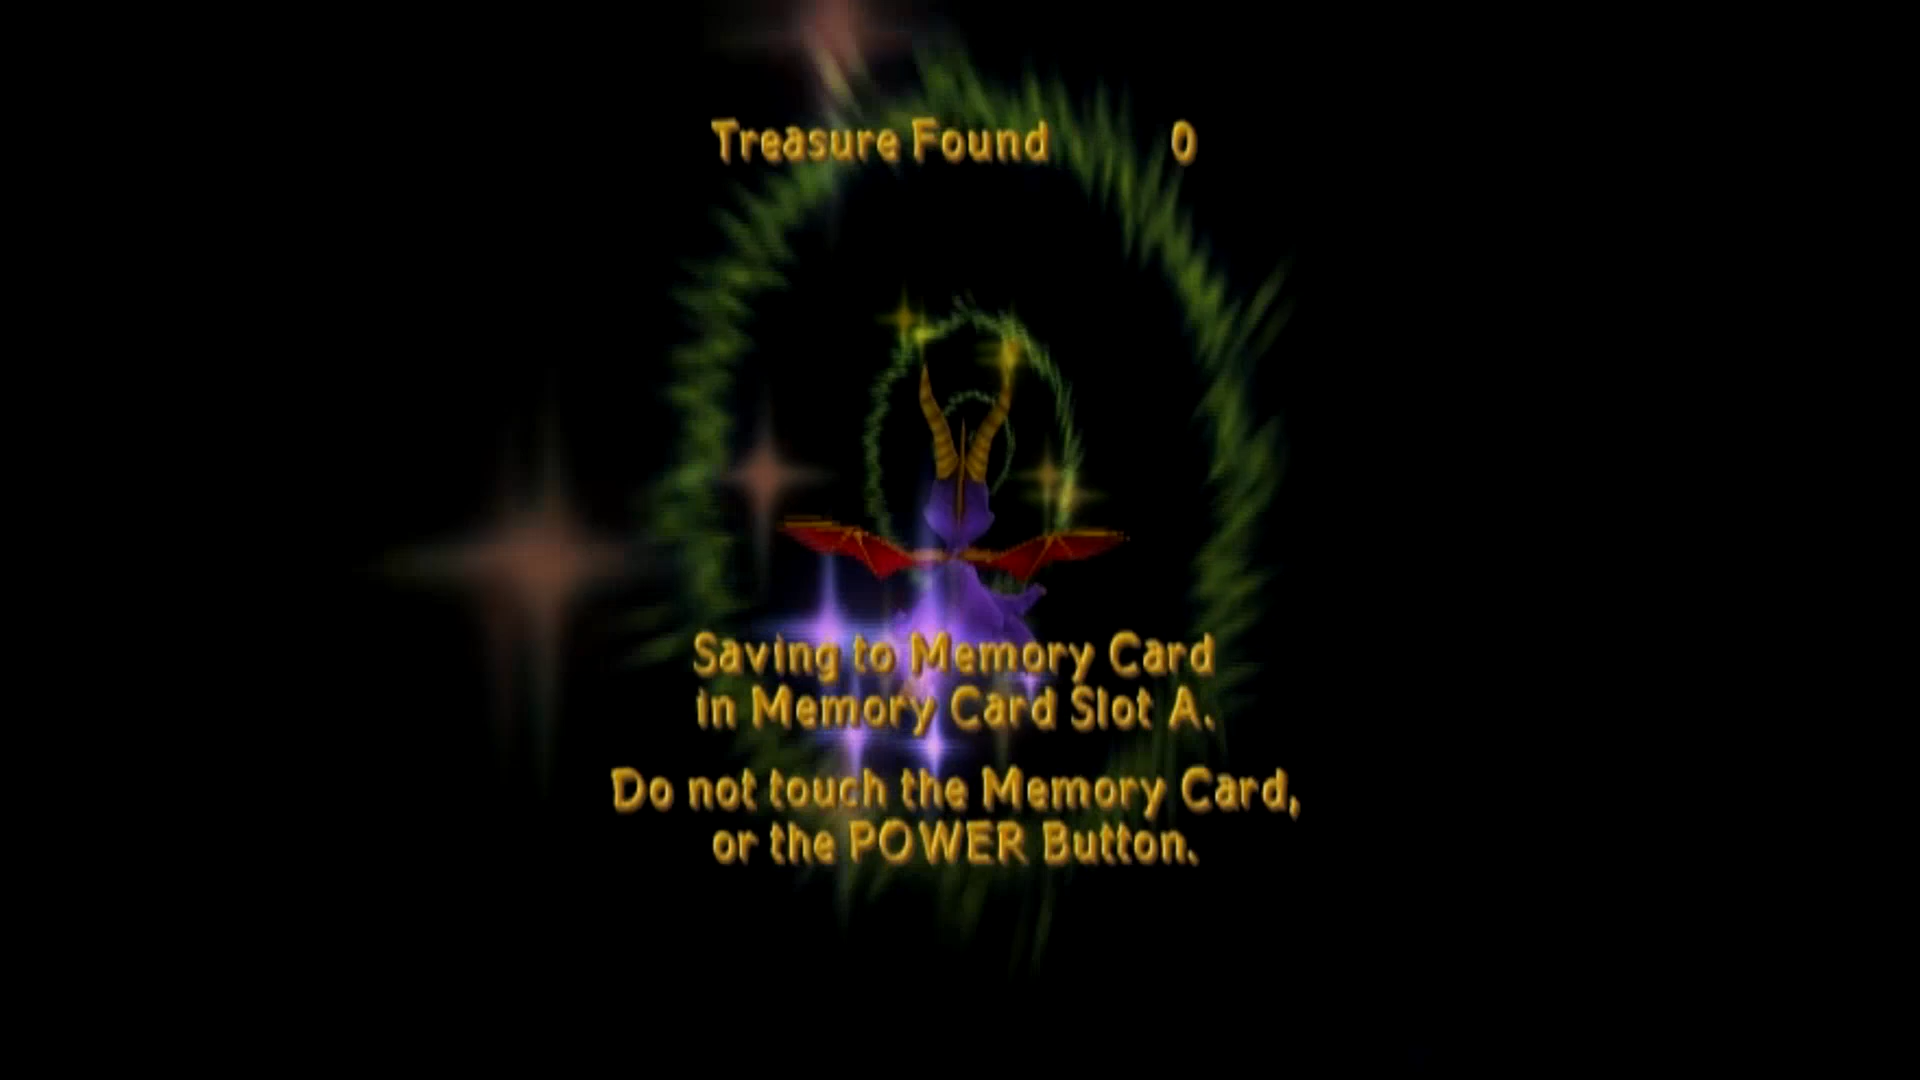 Treasure Found 0
Saving to Memory Card
in Memory Card Slot A.
Do not touch the Memory Card,
or the POWER Button.